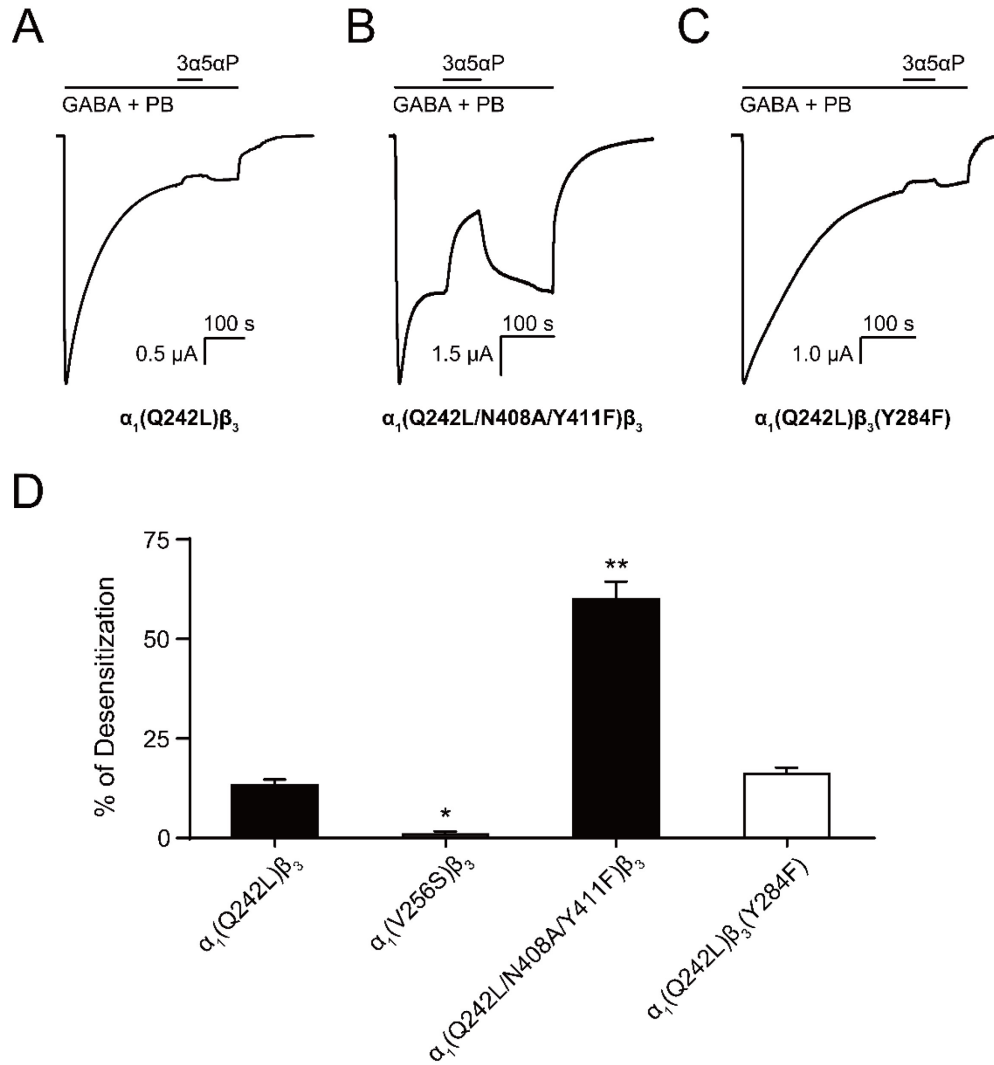 A
B
C
3α5αP
3α5αP
3α5αP
GABA + PB
GABA + PB
GABA + PB
100 s
0.5 μA
100 s
1.5 μA
100 s
1.0 μA
α₁(Q242L)β₃
α₁(Q242L/N408A/Y411F)β₃
α₁(Q242L)β₃(Y284F)
D
% of Desensitization
75
50
25
0
*
**
α₁(Q242L)β₃
α₁(V256S)β₃
α₁(Q242L/N408A/Y411F)β₃
α₁(Q242L)β₃(Y284F)